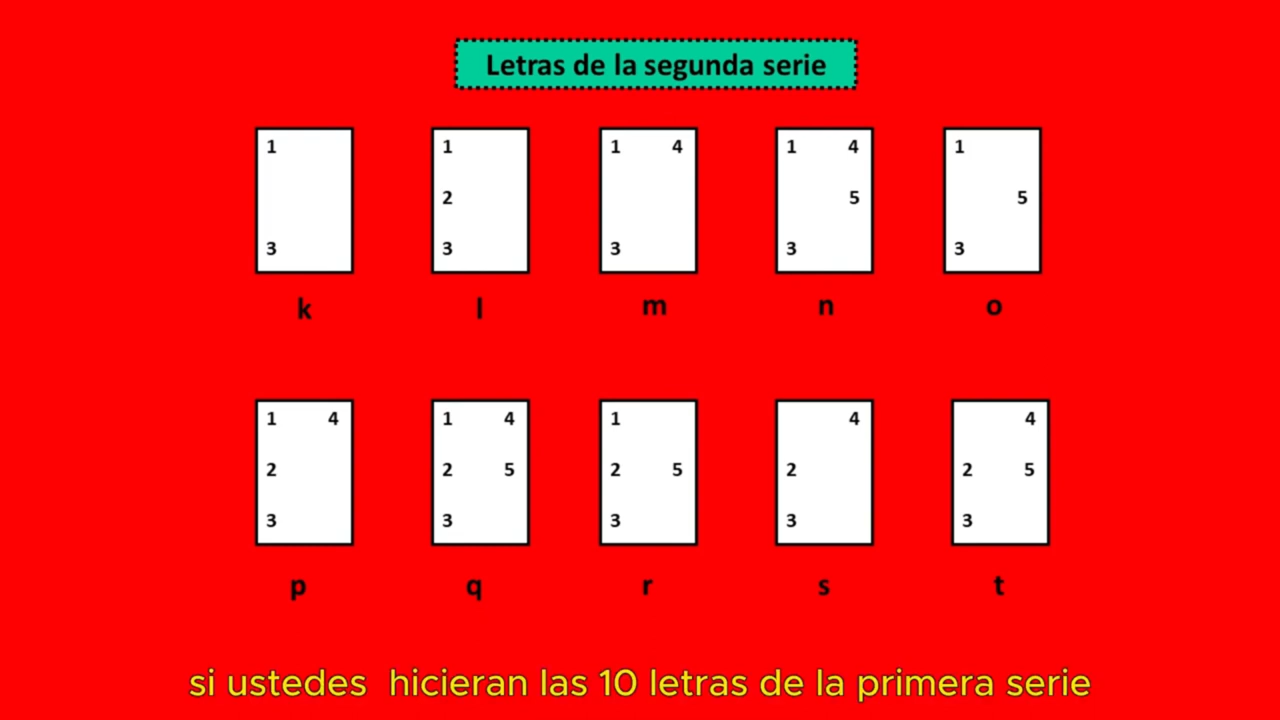 Letras de la segunda serie
1 1 1 4 1 4 1
2 5 5
3 3 3 3 3
k l m n o
1 4 1 4 1 4 4
2 2 5 2 5 2 2 5
3 3 3 3 3
p q r s t
si ustedes hicieran las 10 letras de la primera serie